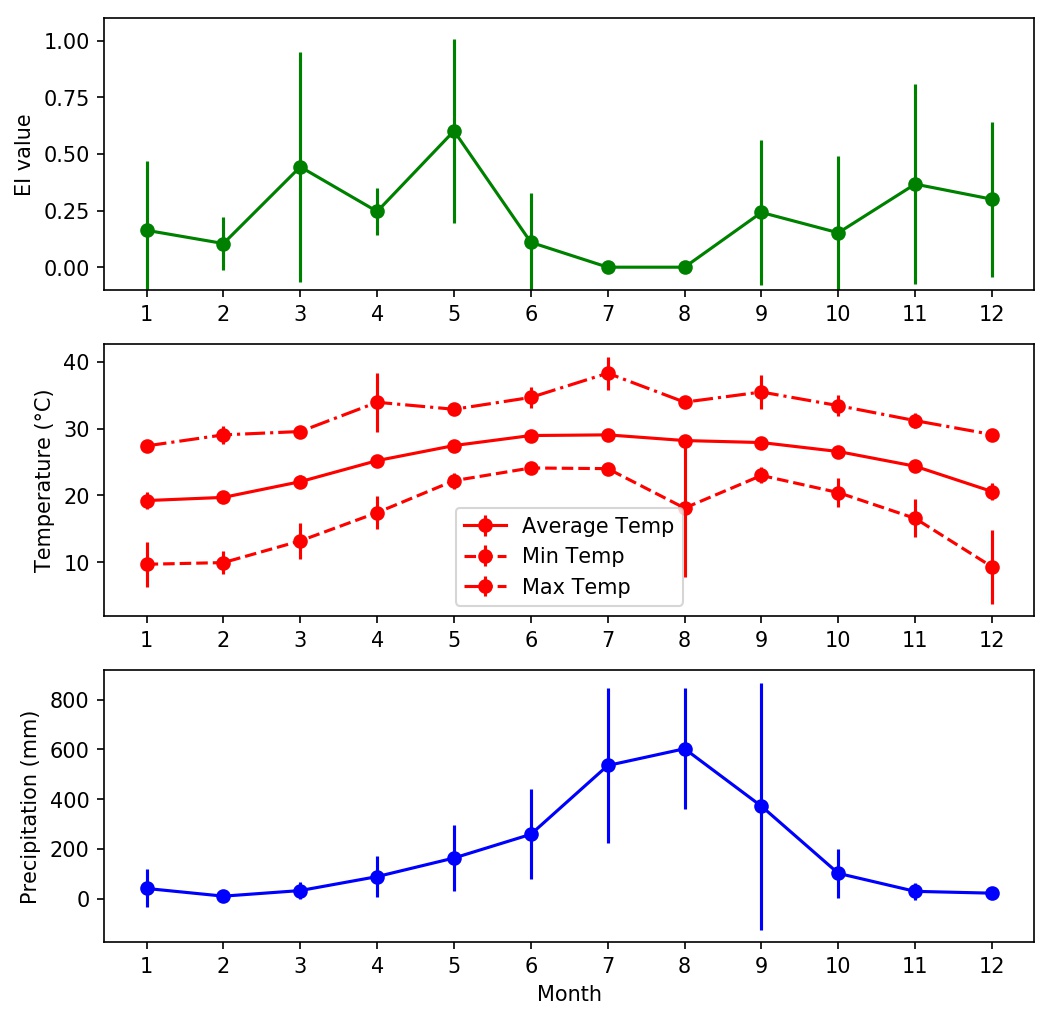 EI value
1.00
0.75
0.50
0.25
0.00
1 2 3 4 5 6 7 8 9 10 11 12
Temperature (°C)
40
30
20
10
Average Temp
Min Temp
Max Temp
1 2 3 4 5 6 7 8 9 10 11 12
Precipitation (mm)
800
600
400
200
0
1 2 3 4 5 6 7 8 9 10 11 12
Month